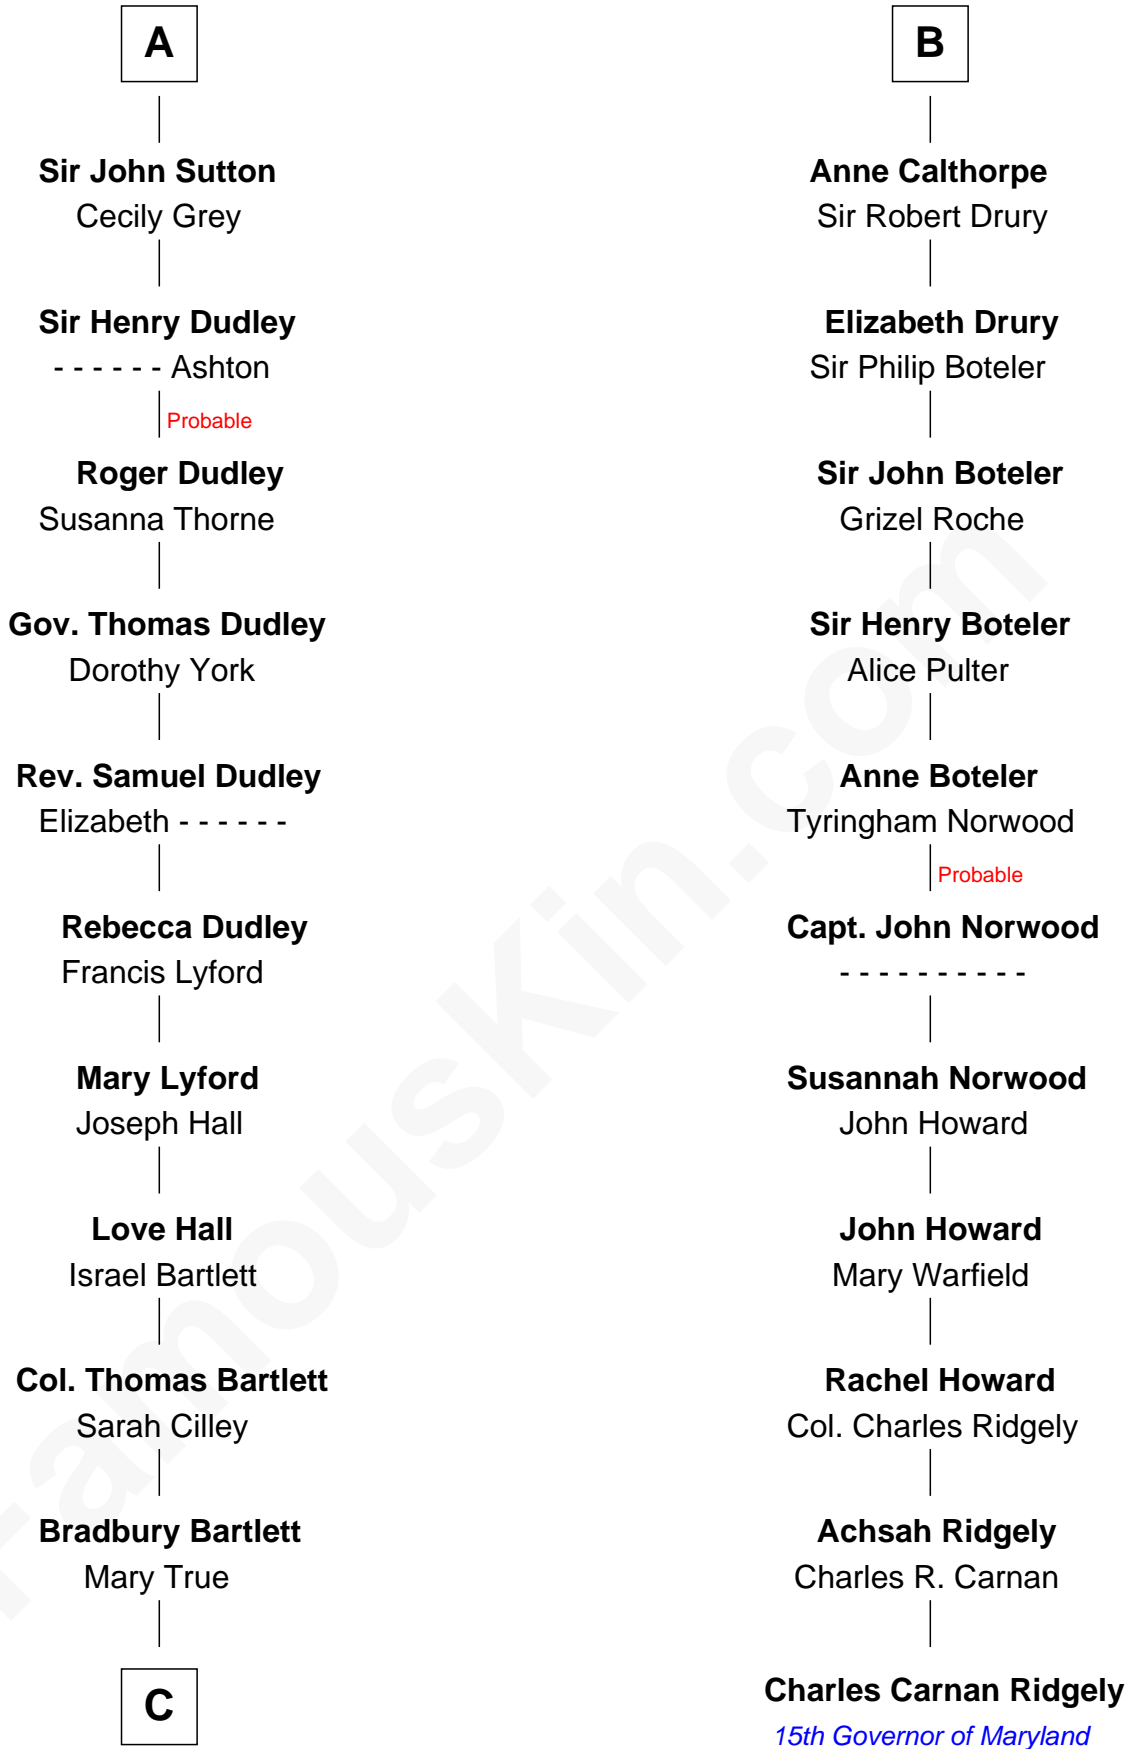 A
Sir John Sutton
Cecily Grey
Sir Henry Dudley
- - - - - - Ashton
Probable
Roger Dudley
Susanna Thorne
Gov. Thomas Dudley
Dorothy York
Rev. Samuel Dudley
Elizabeth - - - - - -
Rebecca Dudley
Francis Lyford
Mary Lyford
Joseph Hall
Love Hall
Israel Bartlett
Col. Thomas Bartlett
Sarah Cilley
Bradbury Bartlett
Mary True
C
B
Anne Calthorpe
Sir Robert Drury
Elizabeth Drury
Sir Philip Boteler
Sir John Boteler
Grizel Roche
Sir Henry Boteler
Alice Pulter
Anne Boteler
Tyringham Norwood
Probable
Capt. John Norwood
- - - - - - - - - -
Susannah Norwood
John Howard
John Howard
Mary Warfield
Rachel Howard
Col. Charles Ridgely
Achsah Ridgely
Charles R. Carnan
Charles Carnan Ridgely
15th Governor of Maryland
FamousKin.com